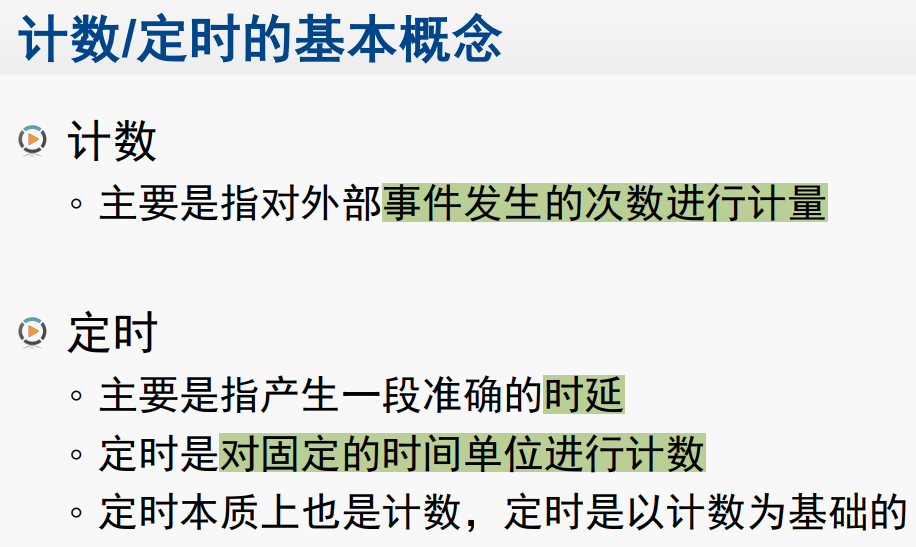 计数/定时的基本概念
计数
主要是指对外部事件发生的次数进行计量
定时
主要是指产生一段准确的时延
定时是对固定的时间单位进行计数
定时本质上也是计数，定时是以计数为基础的